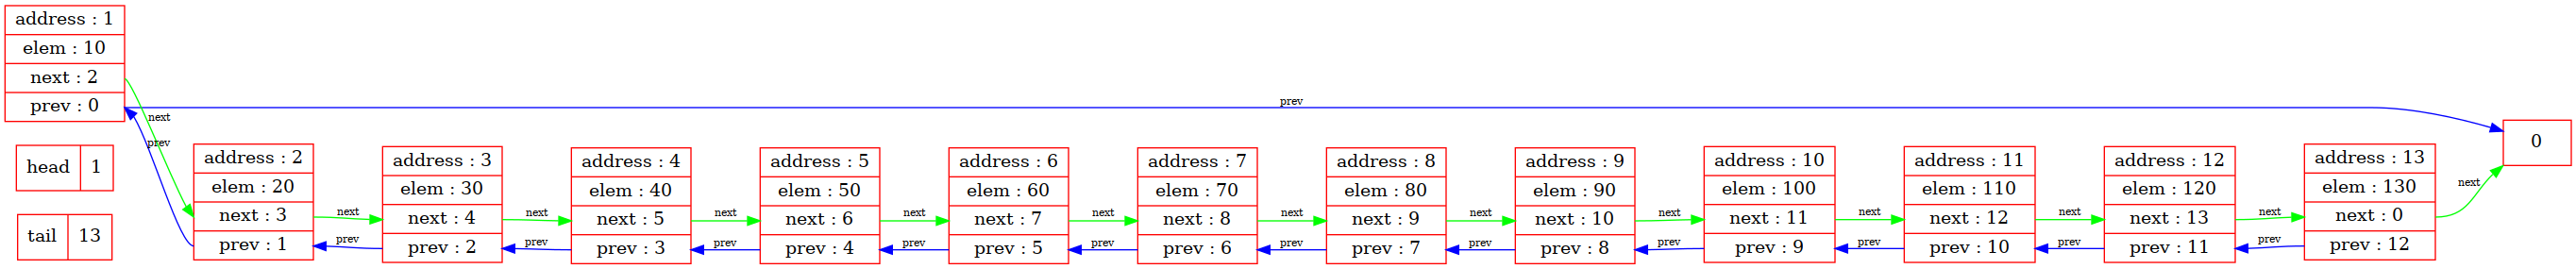 address : 1
elem : 10
next : 2
prev : 0
head 1
tail 13
next
prev
address : 2
elem : 20
next : 3
prev : 1
next
prev
address : 3
elem : 30
next : 4
prev : 2
next
prev
address : 4
elem : 40
next : 5
prev : 3
next
prev
address : 5
elem : 50
next : 6
prev : 4
next
prev
address : 6
elem : 60
next : 7
prev : 5
next
prev
address : 7
elem : 70
next : 8
prev : 6
next
prev
prev
address : 8
elem : 80
next : 9
prev : 7
next
prev
address : 9
elem : 90
next : 10
prev : 8
next
prev
address : 10
elem : 100
next : 11
prev : 9
next
prev
address : 11
elem : 110
next : 12
prev : 10
next
prev
address : 12
elem : 120
next : 13
prev : 11
next
prev
address : 13
elem : 130
next : 0
prev : 12
next
0